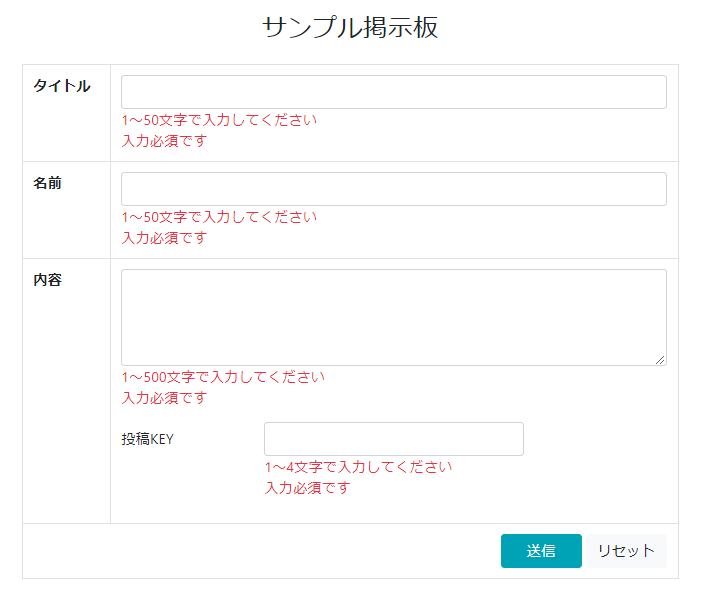 サンプル掲示板
タイトル
1～50文字で入力してください
入力必須です
名前
1～50文字で入力してください
入力必須です
内容
1～500文字で入力してください
入力必須です
投稿KEY
1～4文字で入力してください
入力必須です
送信 リセット